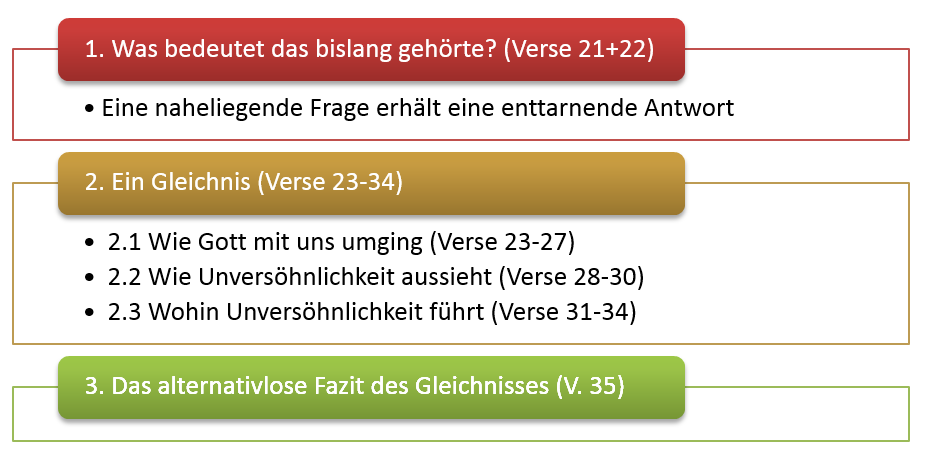 1. Was bedeutet das bislang gehörte? (Verse 21+22)
• Eine naheliegende Frage erhält eine enttarnende Antwort
2. Ein Gleichnis (Verse 23-34)
• 2.1 Wie Gott mit uns umging (Verse 23-27)
• 2.2 Wie Unversöhnlichkeit aussieht (Verse 28-30)
• 2.3 Wohin Unversöhnlichkeit führt (Verse 31-34)
3. Das alternativlose Fazit des Gleichnisses (V. 35)